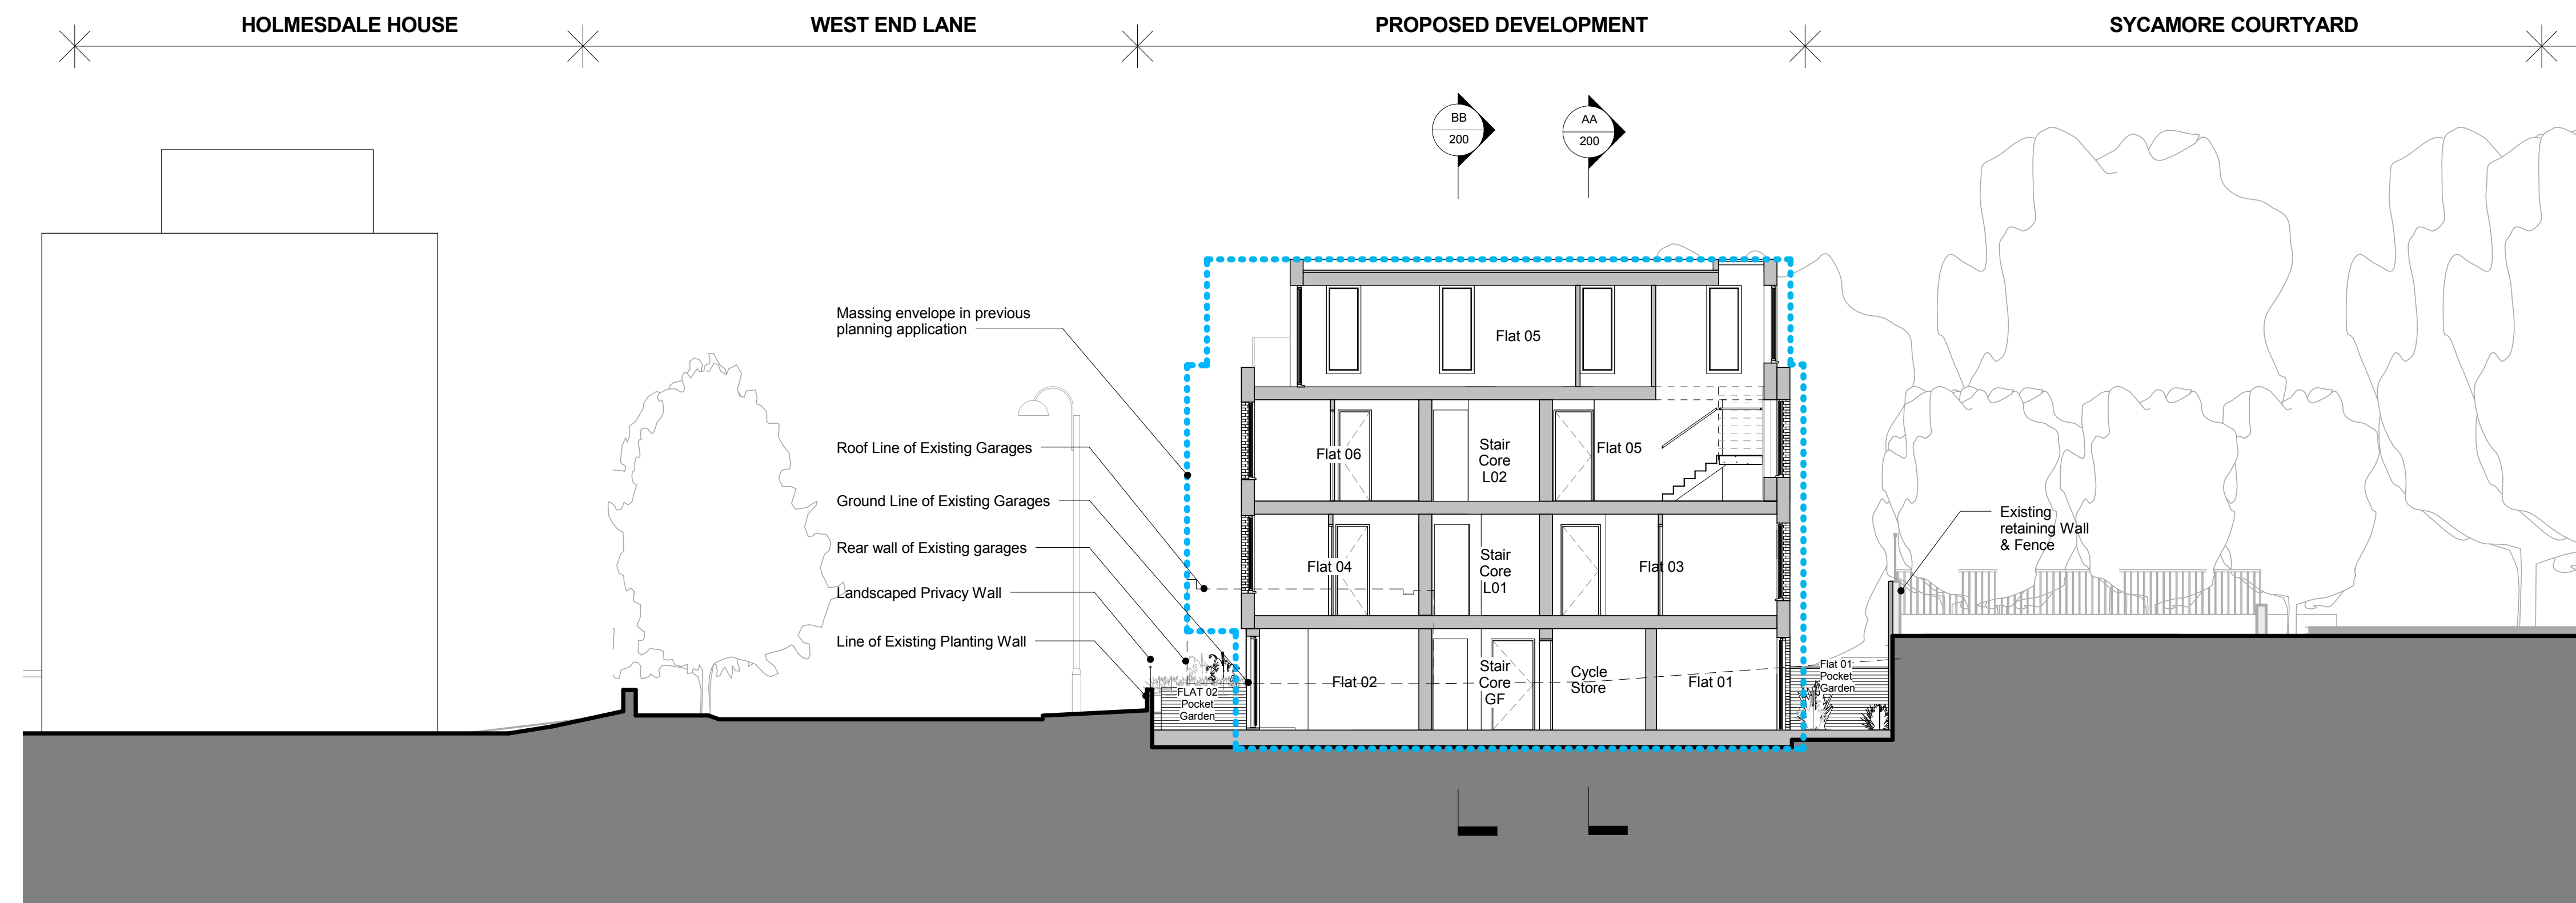 HOLMESDALE HOUSE
WEST END LANE
PROPOSED DEVELOPMENT
SYCAMORE COURTYARD
BB
200
AA
200
Massing envelope in previous
planning application
Roof Line of Existing Garages
Ground Line of Existing Garages
Rear wall of Existing garages
Landscaped Privacy Wall
Line of Existing Planting Wall
Flat 05
Flat 06
Stair
Core
L02
Flat 05
Flat 04
Stair
Core
L01
Flat 03
FLAT 02
Pocket
Garden
Flat 02
Stair
Core
GF
Cycle
Store
Flat 01
Flat 01
Pocket
Garden
Existing
retaining Wall
& Fence